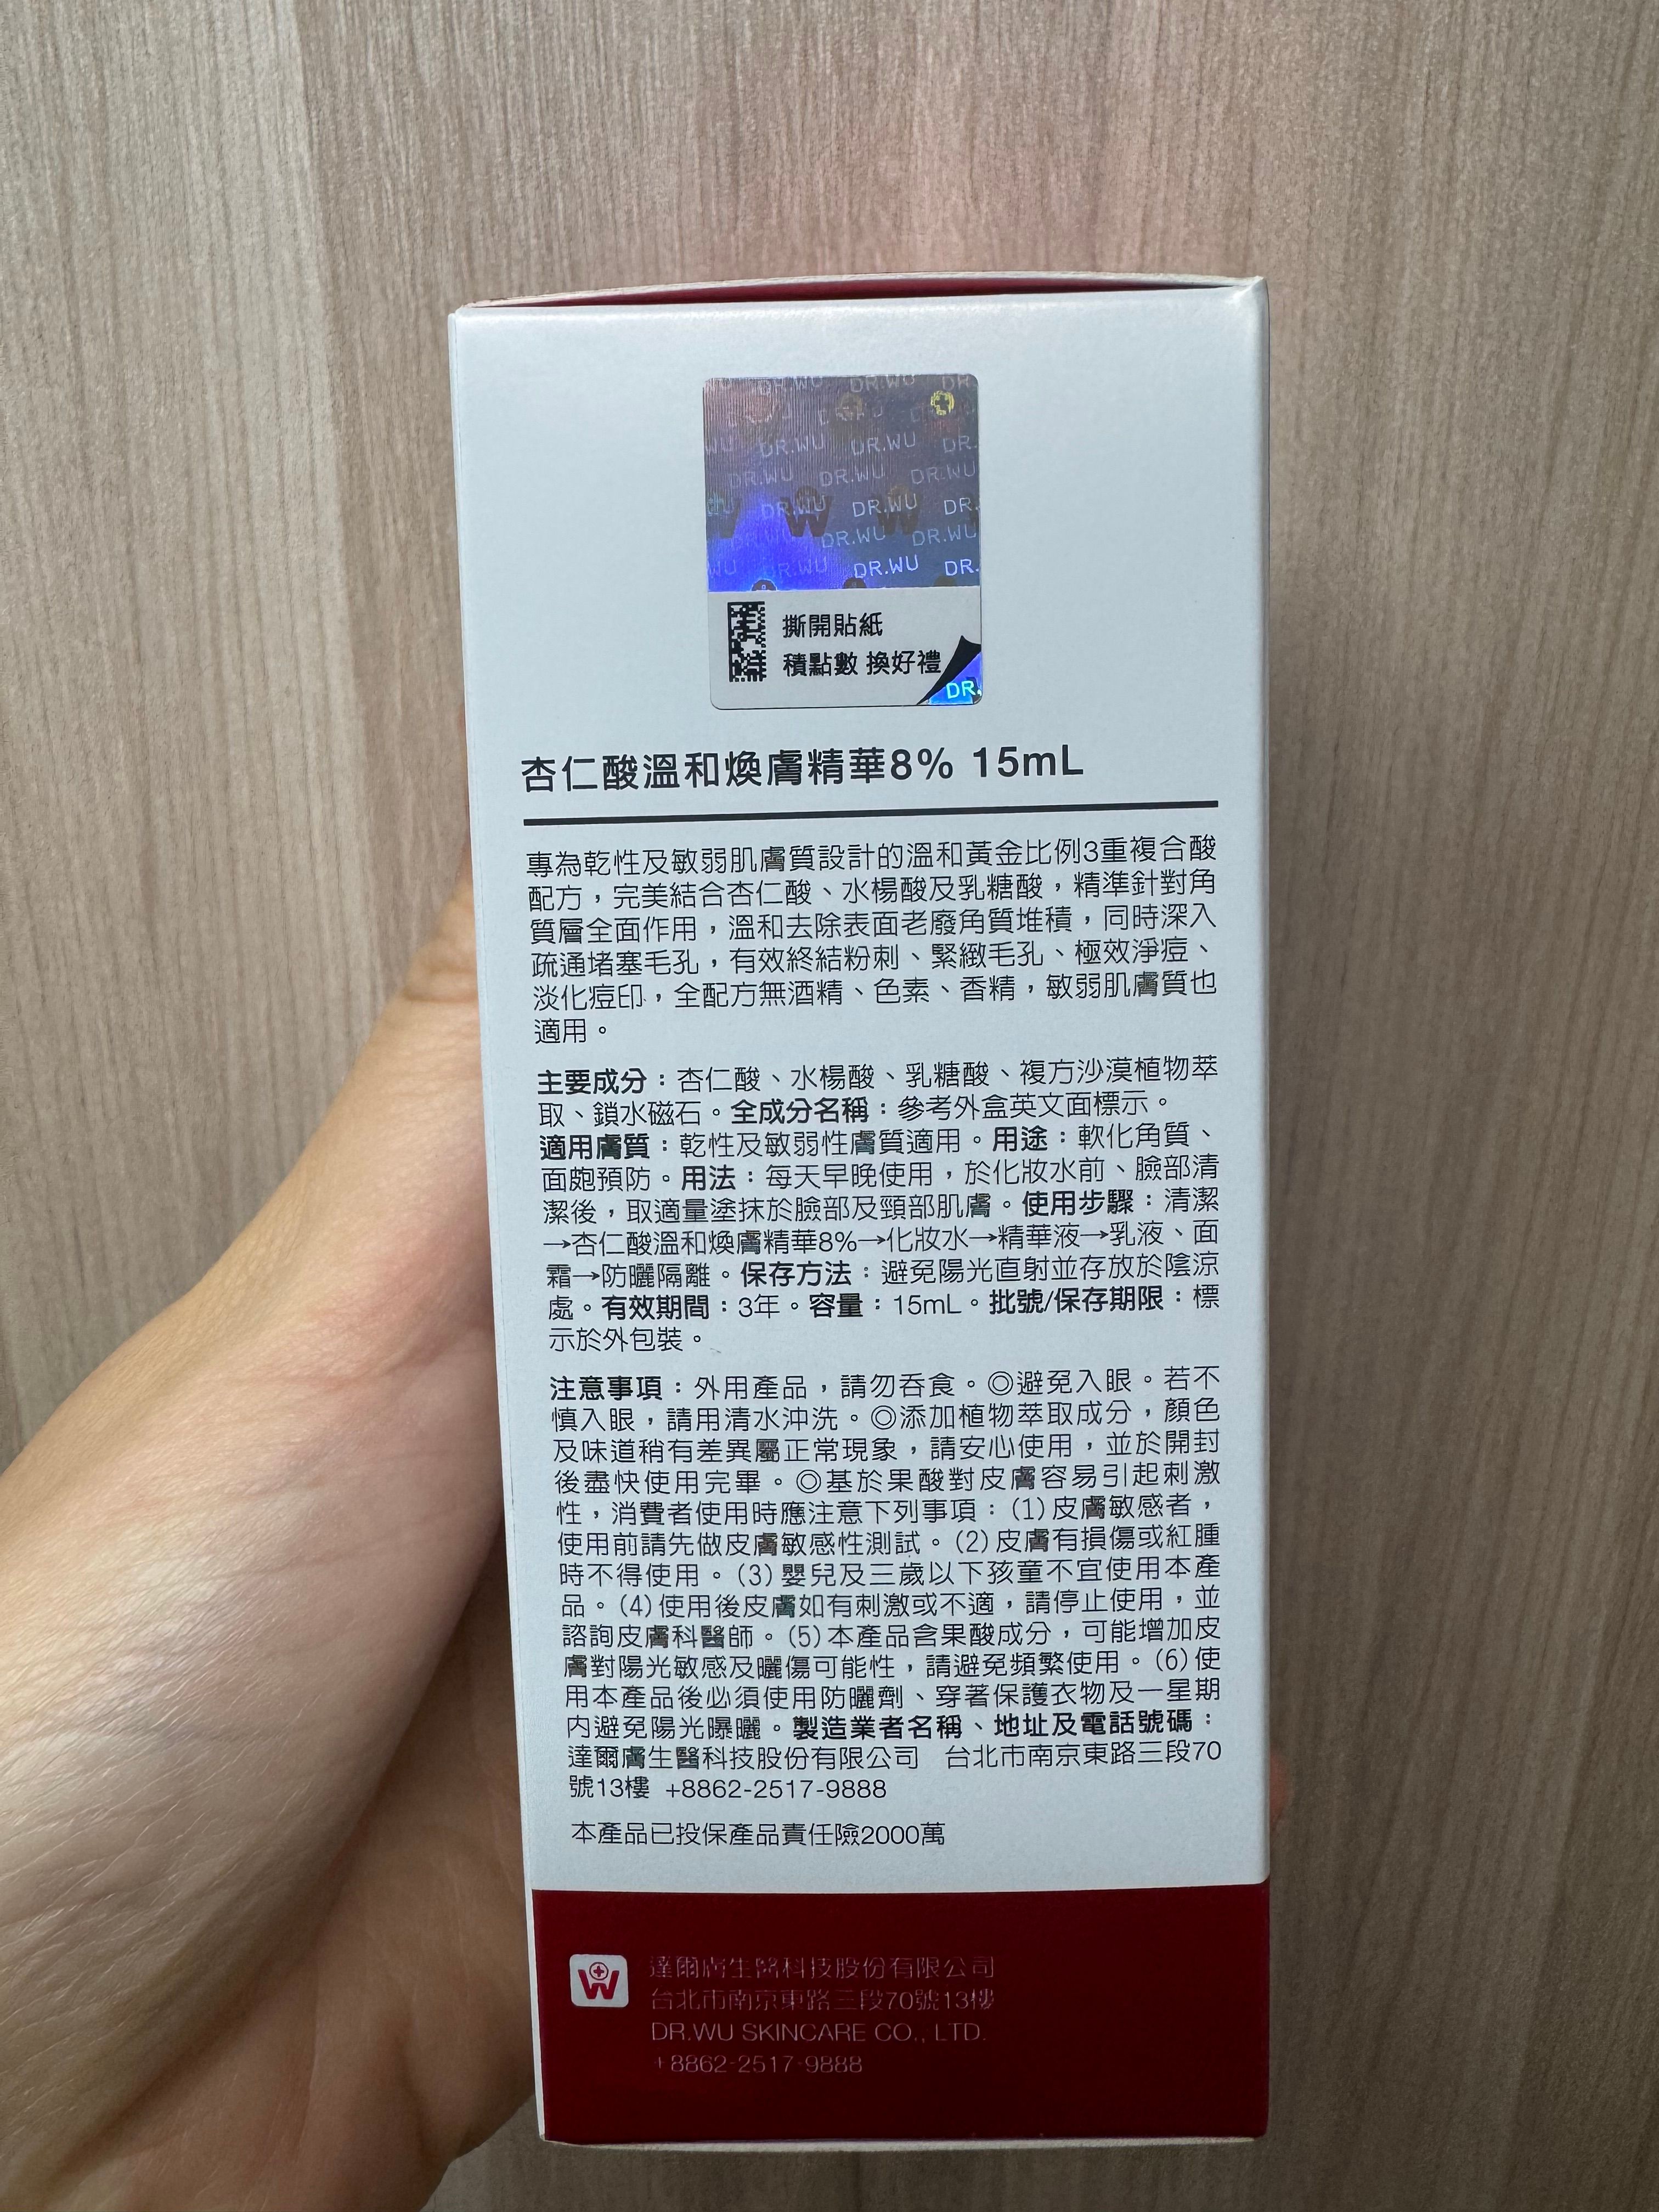 DR.WU DR.WU DR.
DR.WU DR.WU DR.WU
DR.WU DR.WU DR.
DR.WU DR.WU
WU DR.WU DR.WU DR.
撕開貼紙
積點數 換好禮
DR.
杏仁酸溫和煥膚精華8% 15mL
專為乾性及敏弱肌膚質設計的溫和黃金比例3重複合酸
配方，完美結合杏仁酸、水楊酸及乳糖酸，精準針對角
質層全面作用，溫和去除表面老廢角質堆積，同時深入
疏通堵塞毛孔，有效終結粉刺、緊緻毛孔、極效淨痘、
淡化痘印，全配方無酒精、色素、香精，敏弱肌膚質也
適用。
主要成分：杏仁酸、水楊酸、乳糖酸、複方沙漠植物萃
取、鎖水磁石。全成分名稱：參考外盒英文面標示。
適用膚質：乾性及敏弱性膚質適用。用途：軟化角質、
面皰預防。用法：每天早晚使用，於化妝水前、臉部清
潔後，取適量塗抹於臉部及頸部肌膚。使用步驟：清潔
→杏仁酸溫和煥膚精華8%→化妝水→精華液→乳液、面
霜→防曬隔離。保存方法：避免陽光直射並存放於陰涼
處。有效期間：3年。容量：15mL。批號/保存期限：標
示於外包裝。
注意事項：外用產品，請勿吞食。◎避免入眼。若不
慎入眼，請用清水沖洗。◎添加植物萃取成分，顏色
及味道稍有差異屬正常現象，請安心使用，並於開封
後盡快使用完畢。◎基於果酸對皮膚容易引起刺激
性，消費者使用時應注意下列事項：(1)皮膚敏感者，
使用前請先做皮膚敏感性測試。(2)皮膚有損傷或紅腫
時不得使用。(3)嬰兒及三歲以下孩童不宜使用本產
品。(4)使用後皮膚如有刺激或不適，請停止使用，並
諮詢皮膚科醫師。(5)本產品含果酸成分，可能增加皮
膚對陽光敏感及曬傷可能性，請避免頻繁使用。(6)使
用本產品後必須使用防曬劑、穿著保護衣物及一星期
內避免陽光曝曬。製造業者名稱、地址及電話號碼：
達爾膚生醫科技股份有限公司 台北市南京東路三段70
號13樓 +8862-2517-9888
本產品已投保產品責任險2000萬
達爾膚生醫科技股份有限公司
台北市南京東路三段70號13樓
DR.WU SKINCARE CO., LTD.
+8862-2517-9888